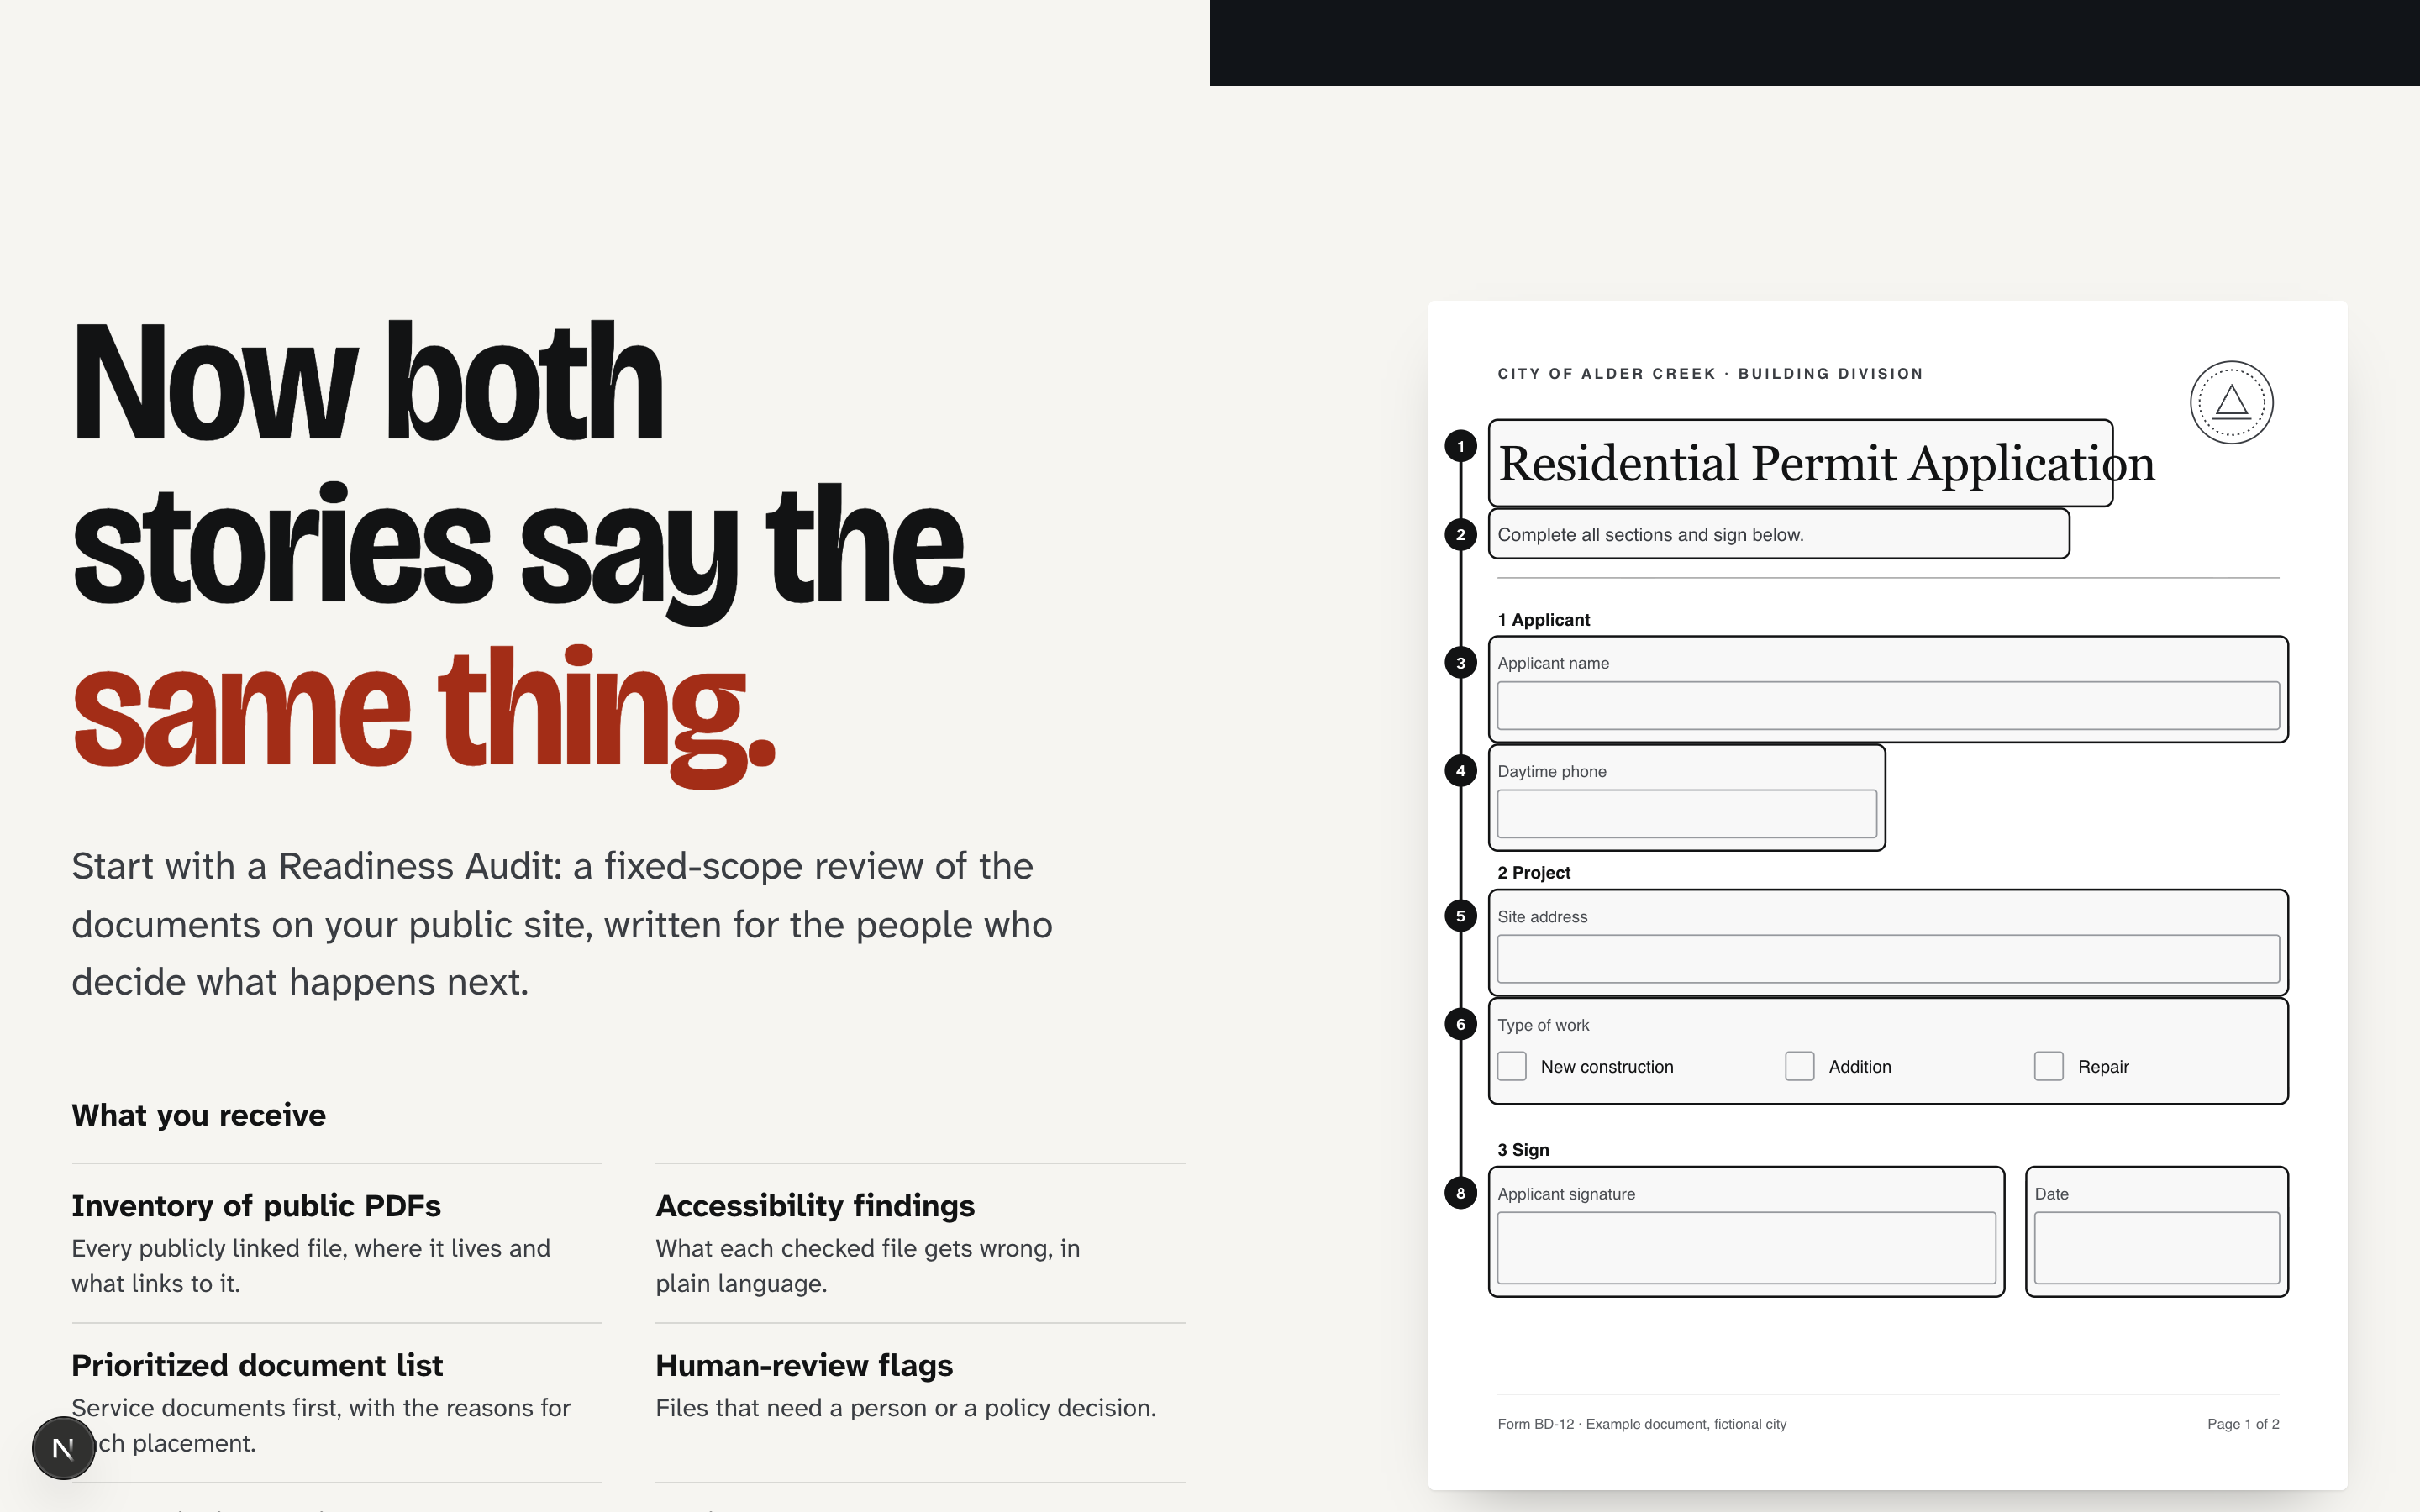 Now both
stories say the
same thing.
Start with a Readiness Audit: a fixed-scope review of the
documents on your public site, written for the people who
decide what happens next.
What you receive
Inventory of public PDFs
Every publicly linked file, where it lives and
what links to it.
Accessibility findings
What each checked file gets wrong, in
plain language.
Prioritized document list
Service documents first, with the reasons for
placement.
Human-review flags
Files that need a person or a policy decision.
N
CITY OF ALDER CREEK · BUILDING DIVISION
1
Residential Permit Application
2
Complete all sections and sign below.
1 Applicant
3
Applicant name
4
Daytime phone
2 Project
5
Site address
6
Type of work
New construction
Addition
Repair
3 Sign
8
Applicant signature
Date
Form BD-12 · Example document, fictional city
Page 1 of 2